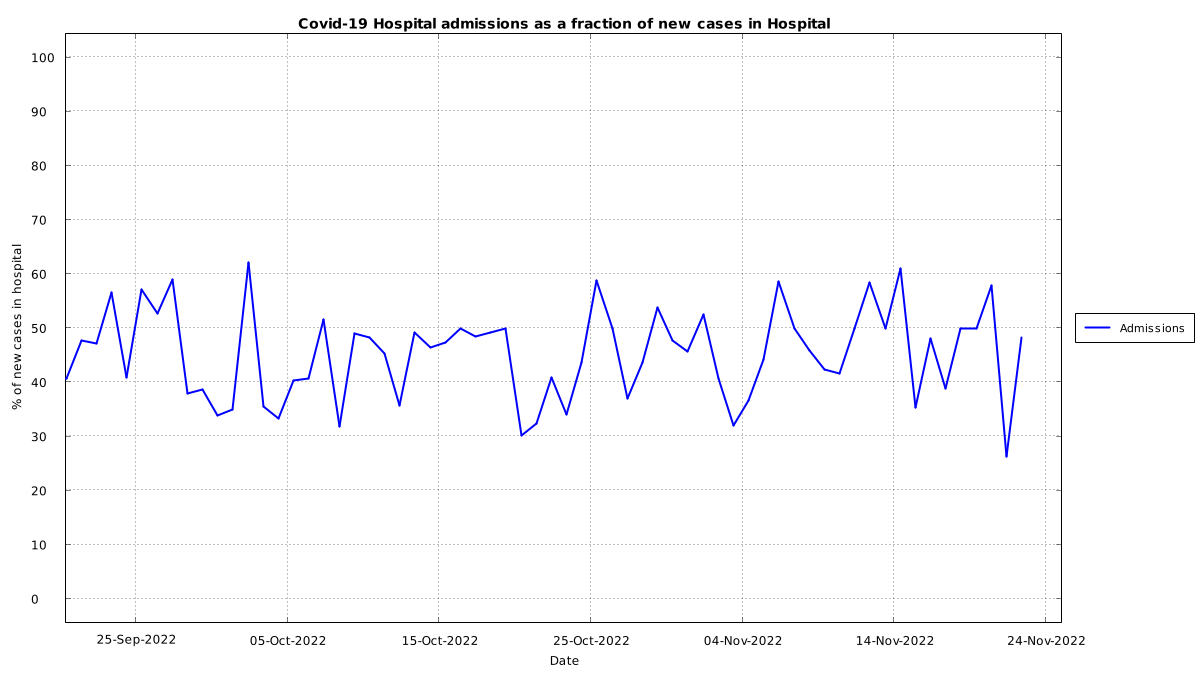 Covid-19 Hospital admissions as a fraction of new cases in Hospital
100
90
80
70
60
50
40
30
20
10
0
% of new cases in hospital
25-Sep-2022 05-Oct-2022 15-Oct-2022 25-Oct-2022 04-Nov-2022 14-Nov-2022 24-Nov-2022
Date
Admissions